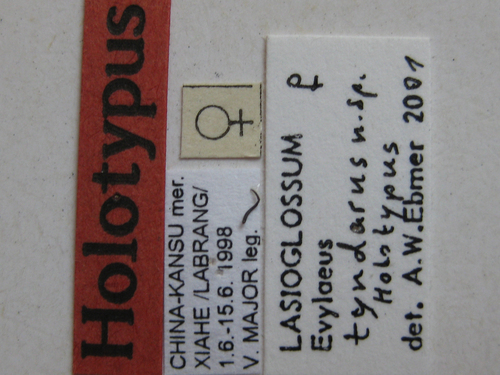 Holotypus
♀
CHINA-KANSU mer.
XIAHE /LABRANG/
1.6.-15.6. 1998
V. MAJOR leg.
LASIOGLOSSUM ♀
Evylaeus
tyndarus n.sp.
Holotypus
det. A.W.Ebmer 2001